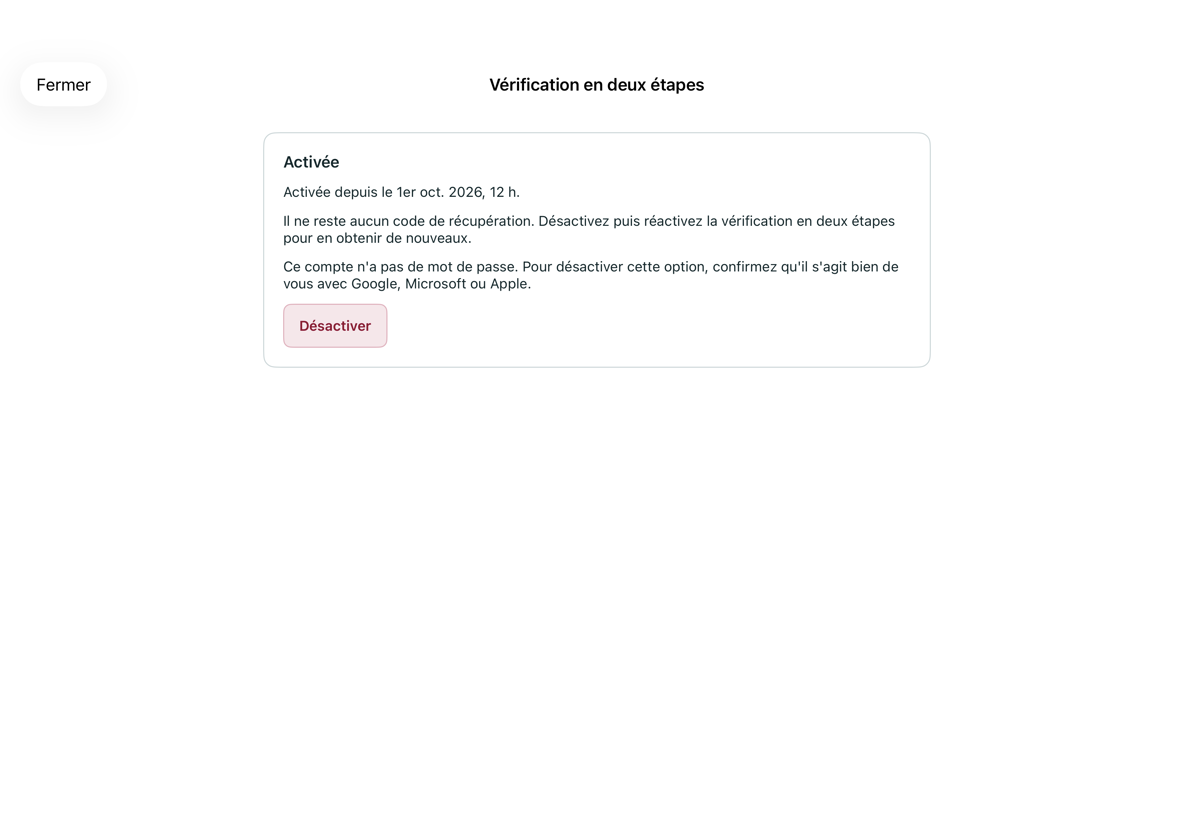 Fermer
Vérification en deux étapes
Activée
Activée depuis le 1er oct. 2026, 12 h.
Il ne reste aucun code de récupération. Désactivez puis réactivez la vérification en deux étapes
pour en obtenir de nouveaux.
Ce compte n'a pas de mot de passe. Pour désactiver cette option, confirmez qu'il s'agit bien de
vous avec Google, Microsoft ou Apple.
Désactiver